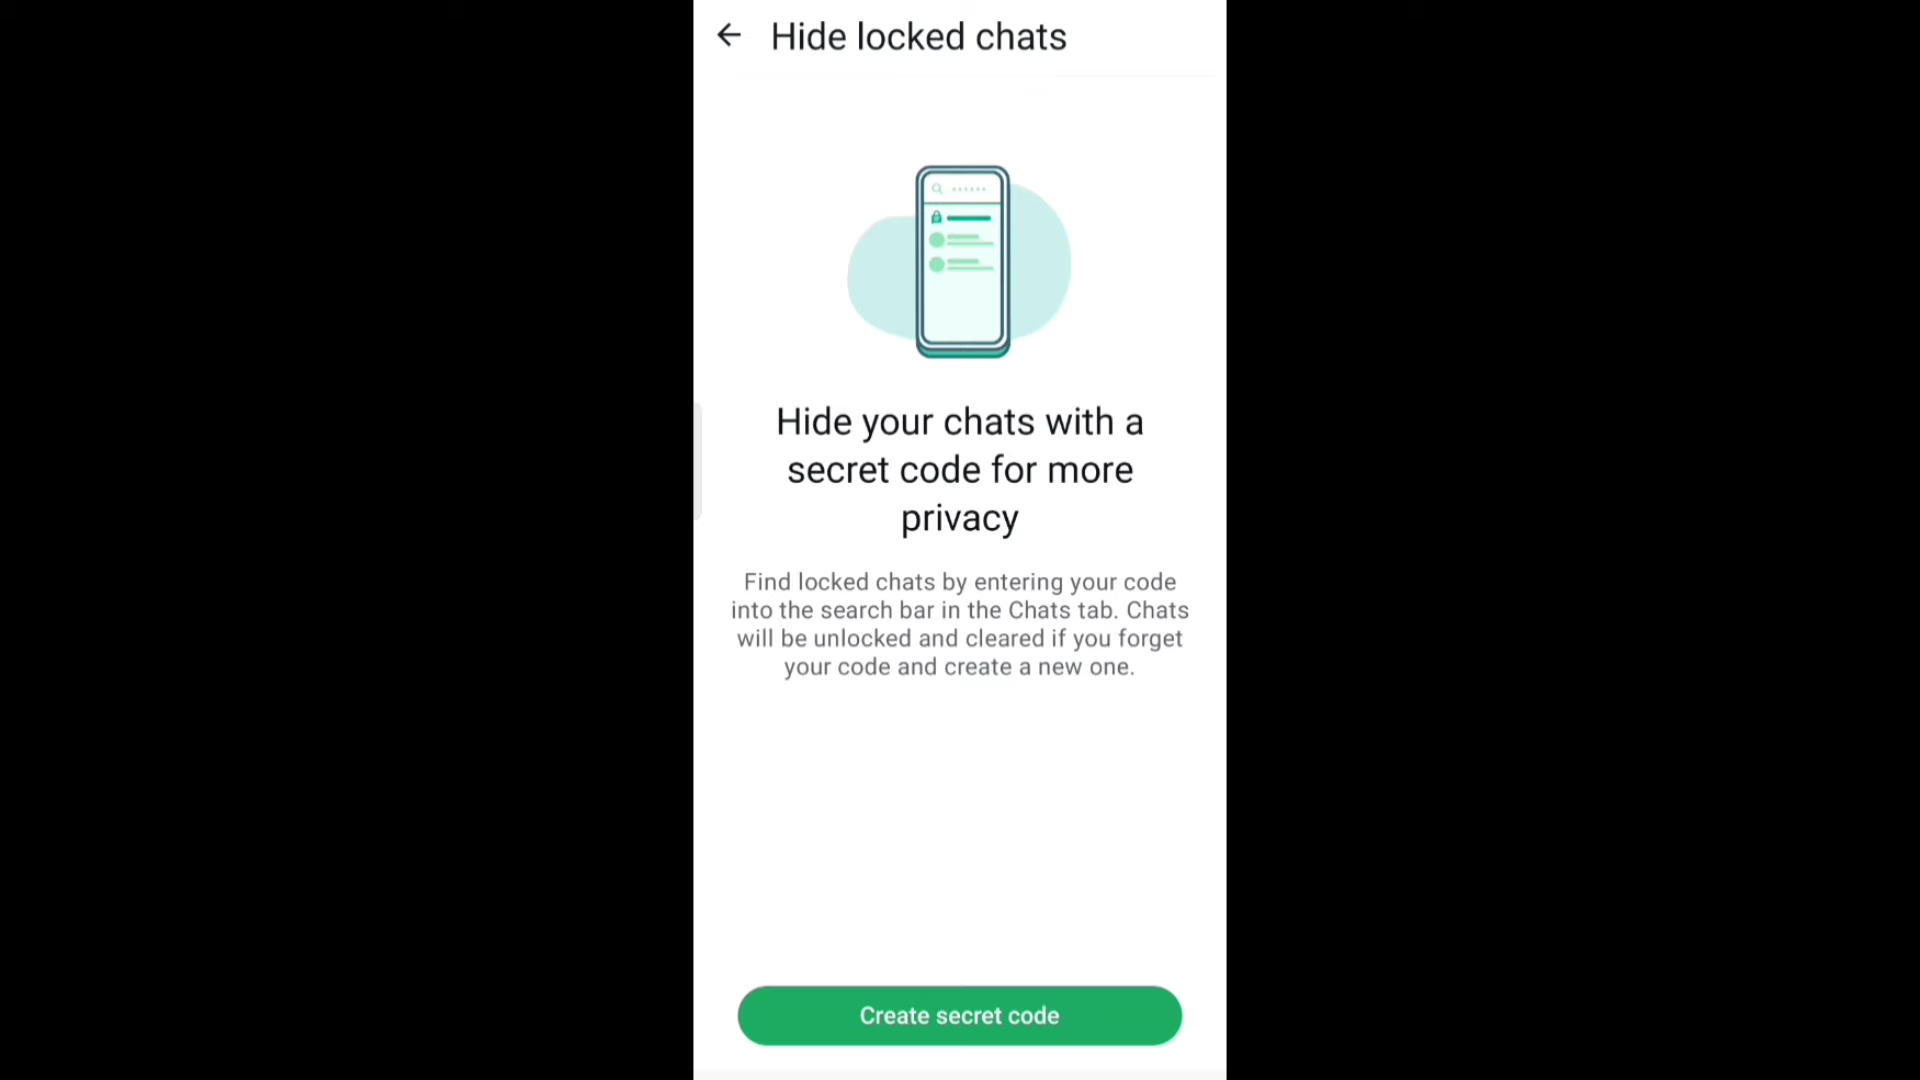 Hide locked chats
Hide your chats with a
secret code for more
privacy
Find locked chats by entering your code
into the search bar in the Chats tab. Chats
will be unlocked and cleared if you forget
your code and create a new one.
Create secret code